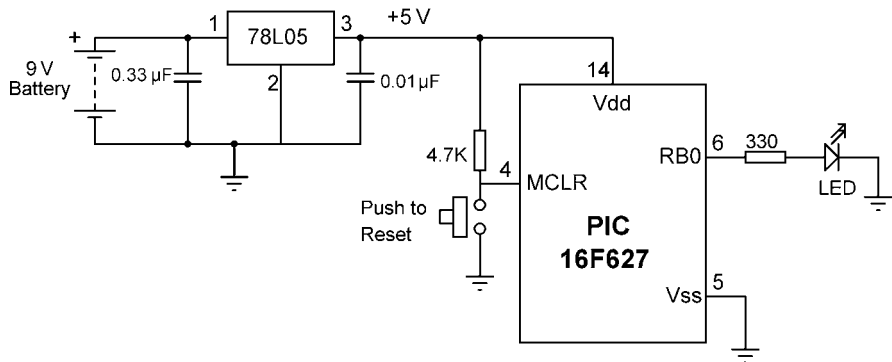 +
9 V
Battery
0.33 µF
1
78L05
3
2
+5 V
0.01µF
4.7K
Push to
Reset
4
MCLR
14
Vdd
PIC
16F627
RB0
6
330
LED
Vss
5